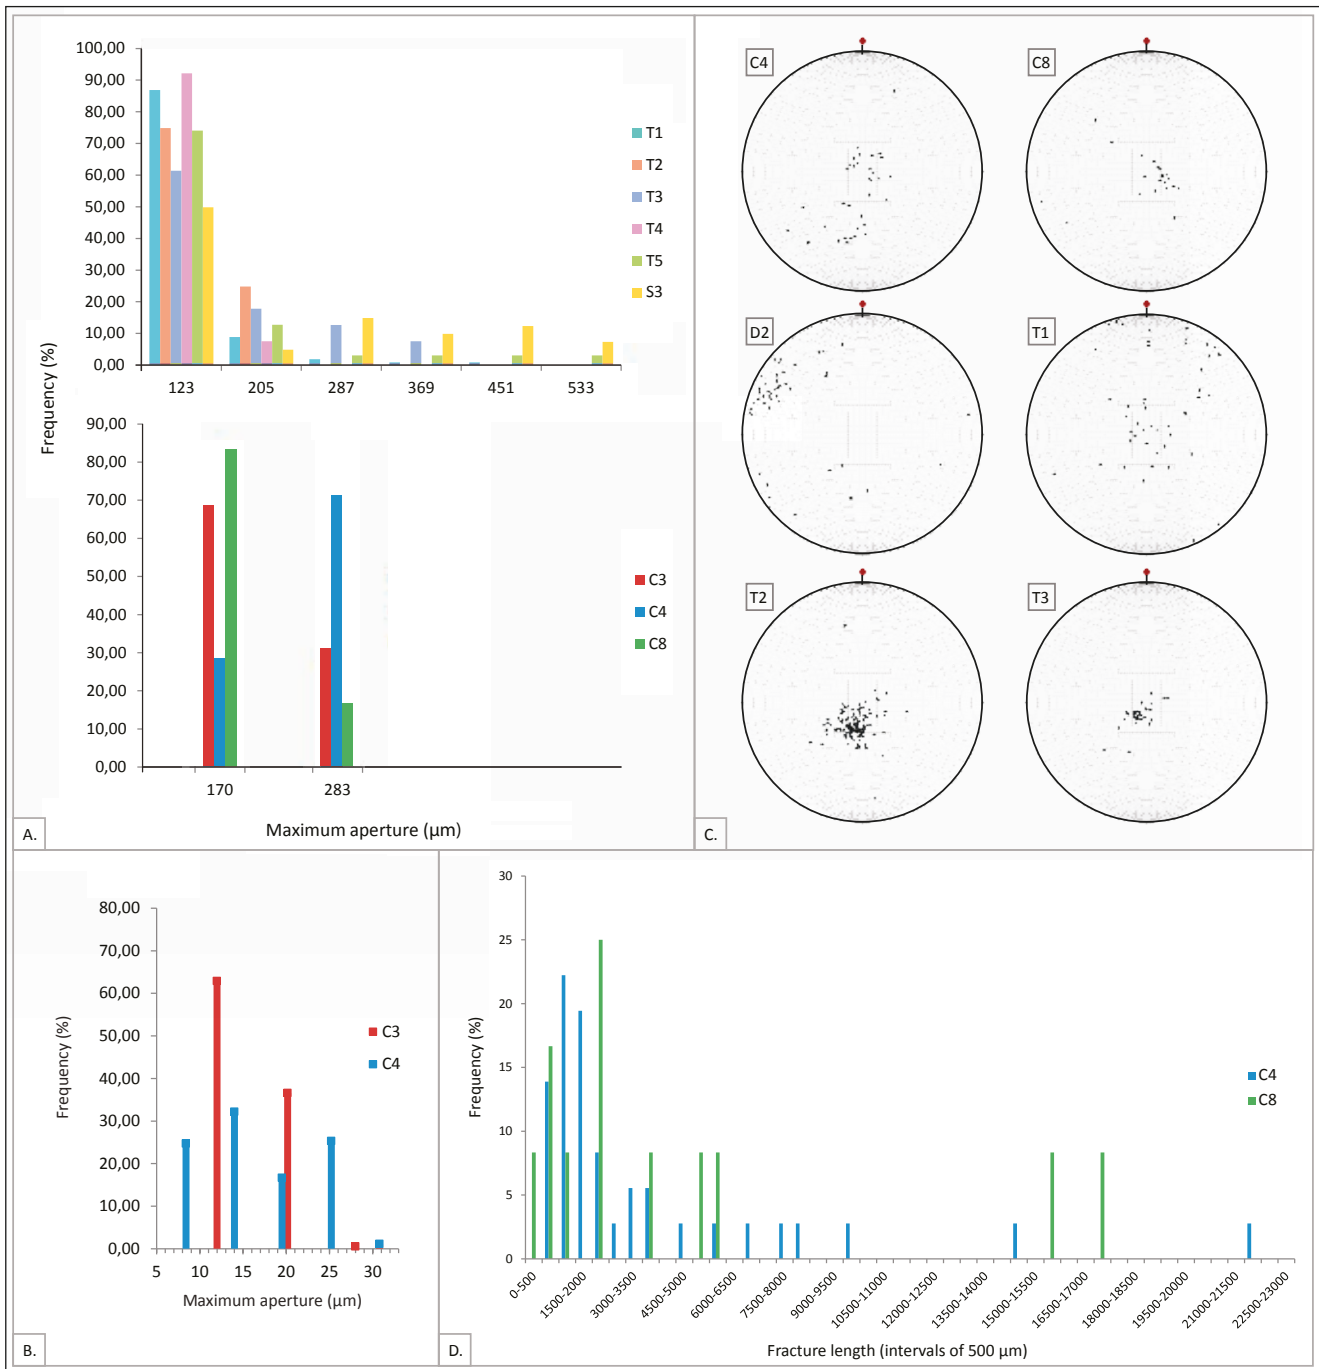 100,00
90,00
80,00
70,00
60,00
50,00
40,00
30,00
20,00
10,00
0,00
123 205 287 369 451 533
T1
T2
T3
T4
T5
S3
Frequency (%)
90,00
80,00
70,00
60,00
50,00
40,00
30,00
20,00
10,00
0,00
170 283
C3
C4
C8
Maximum aperture (µm)
A.
C4
C8
D2
T1
T2
T3
C.
80,00
70,00
60,00
50,00
40,00
30,00
20,00
10,00
0,00
5 10 15 20 25 30
Frequency (%)
C3
C4
Maximum aperture (µm)
B.
30
25
20
15
10
5
0
Frequency (%)
C4
C8
0-500 1500-2000 3000-3500 4500-5000 6000-6500 7500-8000 9000-9500 10500-11000 12000-12500 13500-14000 15000-15500 16500-17000 18000-18500 19500-20000 21000-21500 22500-23000
Fracture length (intervals of 500 µm)
D.